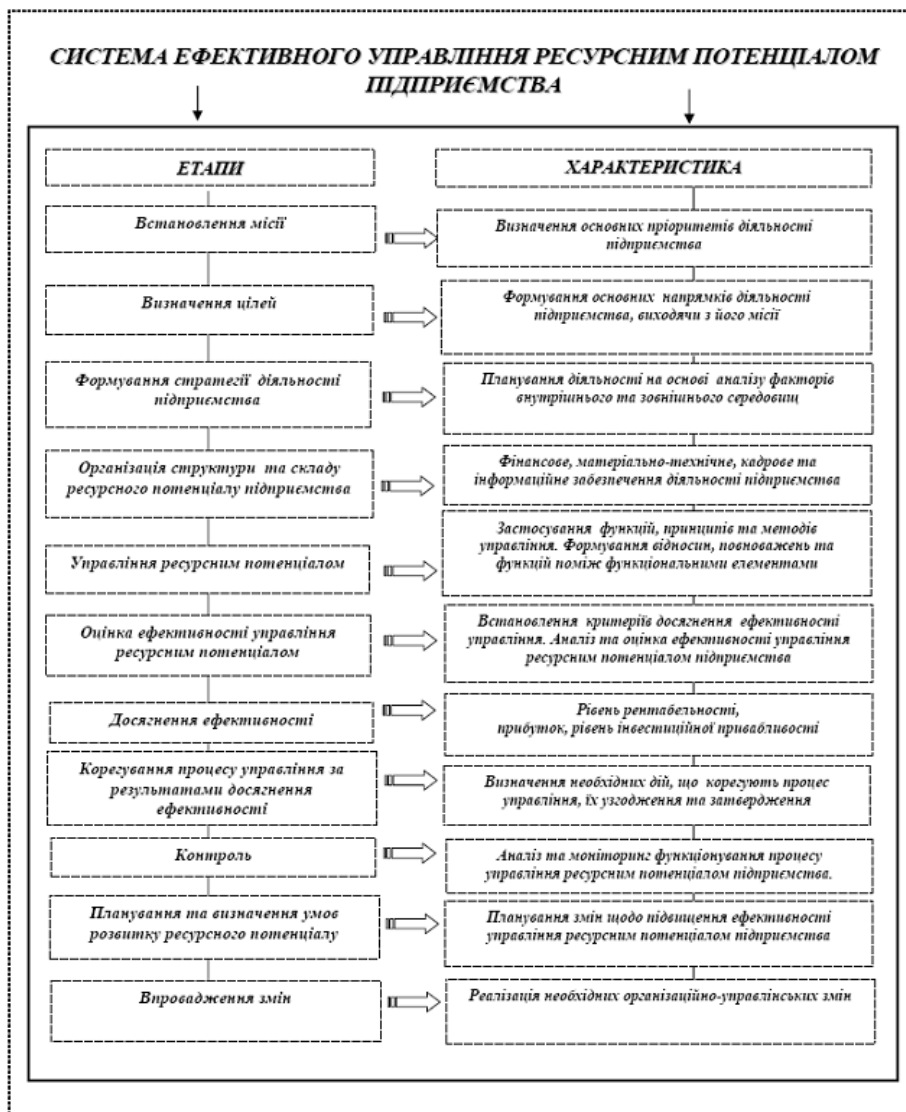 СИСТЕМА ЕФЕКТИВНОГО УПРАВЛІННЯ РЕСУРСНИМ ПОТЕНЦІАЛОМ
ПІДПРИЄМСТВА
ЕТАПИ
ХАРАКТЕРИСТИКА
Встановлення місії
Визначення основних пріоритетів діяльності
підприємства
Визначення цілей
Формування основних напрямків діяльності
підприємства, виходячи з його місії
Формування стратегії діяльності
підприємства
Планування діяльності на основі аналізу факторів
внутрішнього та зовнішнього середовищ
Організація структури та складу
ресурсного потенціалу підприємства
Фінансове, матеріально-технічне, кадрове та
інформаційне забезпечення діяльності підприємства
Управління ресурсним потенціалом
Застосування функцій, принципів та методів
управління. Формування відносин, повноважень та
функцій поміж функціональними елементами
Оцінка ефективності управління
ресурсним потенціалом
Встановлення критеріїв досягнення ефективності
управління. Аналіз та оцінка ефективності управління
ресурсним потенціалом підприємства
Досягнення ефективності
Рівень рентабельності,
прибуток, рівень інвестиційної привабливості
Корегування процесу управління за
результатами досягнення
ефективності
Визначення необхідних дій, що корегують процес
управління, їх узгодження та затвердження
Контроль
Аналіз та моніторинг функціонування процесу
управління ресурсним потенціалом підприємства.
Планування та визначення умов
розвитку ресурсного потенціалу
Планування змін щодо підвищення ефективності
управління ресурсним потенціалом підприємства
Впровадження змін
Реалізація необхідних організаційно-управлінських змін